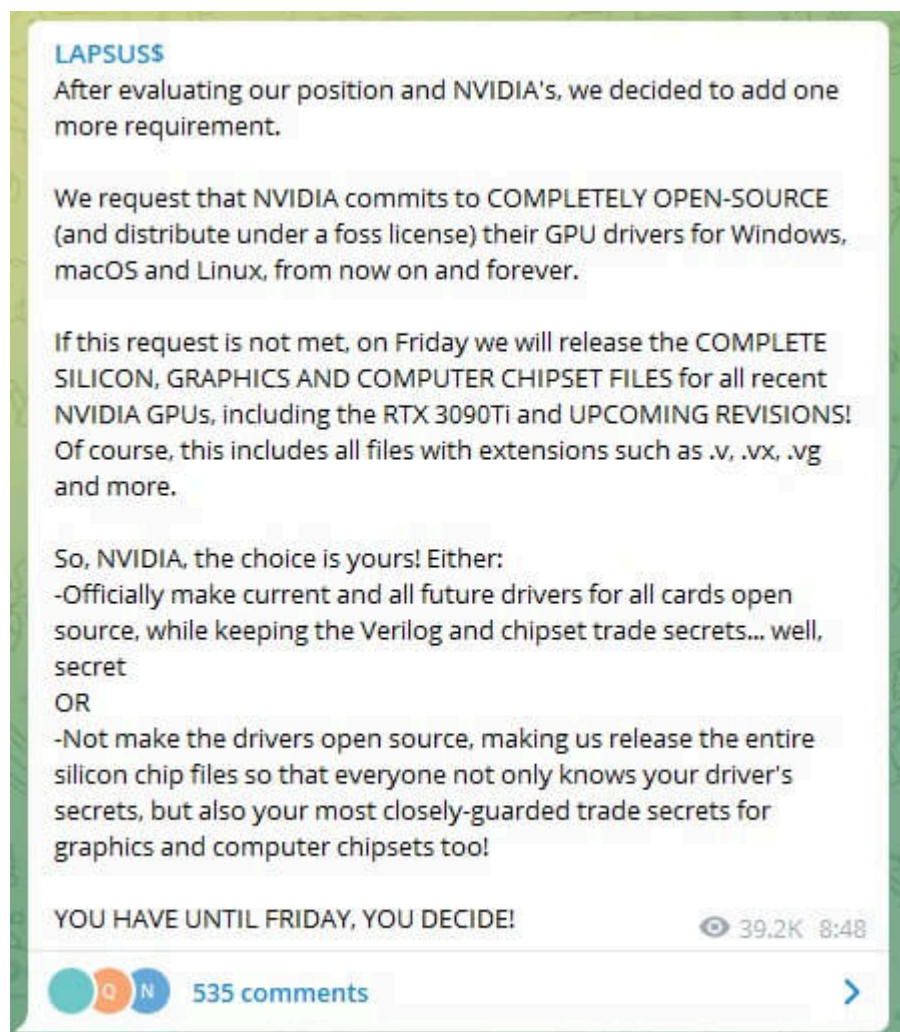 LAPSUS$
After evaluating our position and NVIDIA's, we decided to add one
more requirement.
We request that NVIDIA commits to COMPLETELY OPEN-SOURCE
(and distribute under a foss license) their GPU drivers for Windows,
macOS and Linux, from now on and forever.
If this request is not met, on Friday we will release the COMPLETE
SILICON, GRAPHICS AND COMPUTER CHIPSET FILES for all recent
NVIDIA GPUs, including the RTX 3090Ti and UPCOMING REVISIONS!
Of course, this includes all files with extensions such as .v, .vx, .vg
and more.
So, NVIDIA, the choice is yours! Either:
-Officially make current and all future drivers for all cards open
source, while keeping the Verilog and chipset trade secrets... well,
secret
OR
-Not make the drivers open source, making us release the entire
silicon chip files so that everyone not only knows your driver's
secrets, but also your most closely-guarded trade secrets for
graphics and computer chipsets too!
YOU HAVE UNTIL FRIDAY, YOU DECIDE!
39.2K 8:48
Q N 535 comments